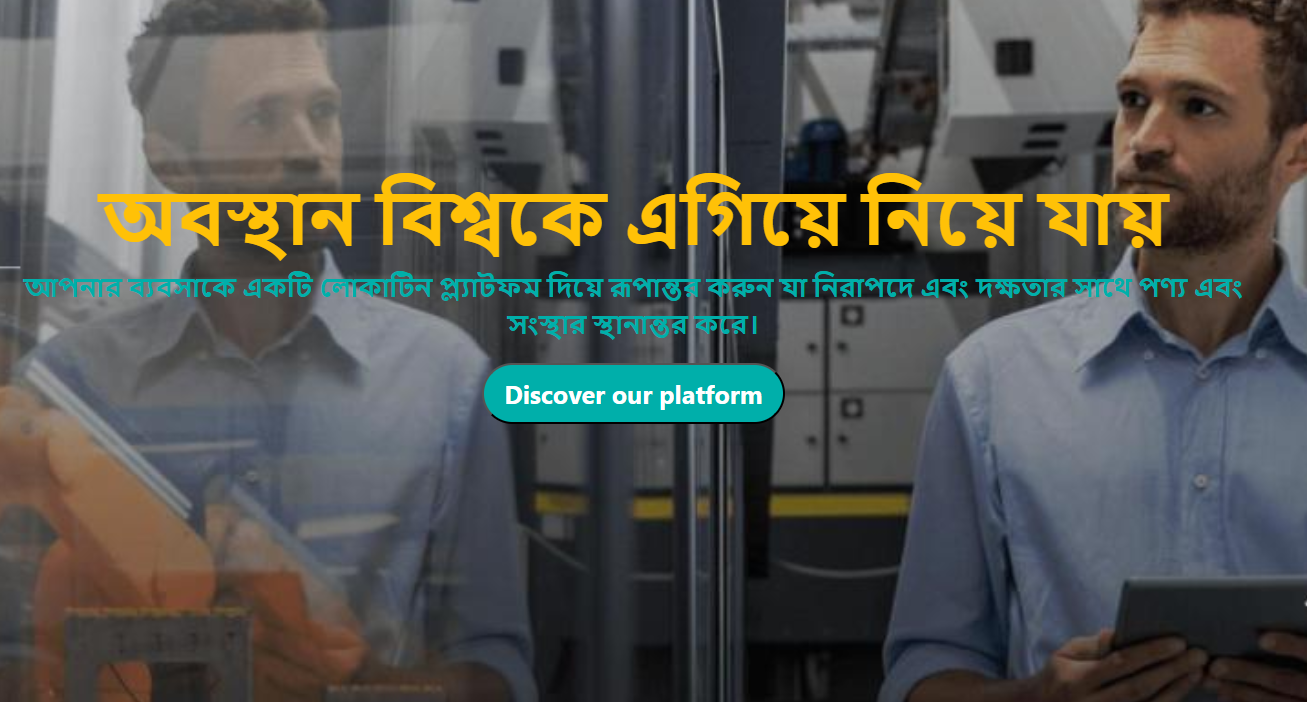 অবস্থান বিশ্বকে এগিয়ে নিয়ে যায়
আপনার ব্যবসাকে একটি লোকাটিন প্ল্যাটফম দিয়ে রূপান্তর করুন যা নিরাপদে এবং দক্ষতার সাথে পণ্য এবং
সংস্থার স্থানান্তর করে।
Discover our platform